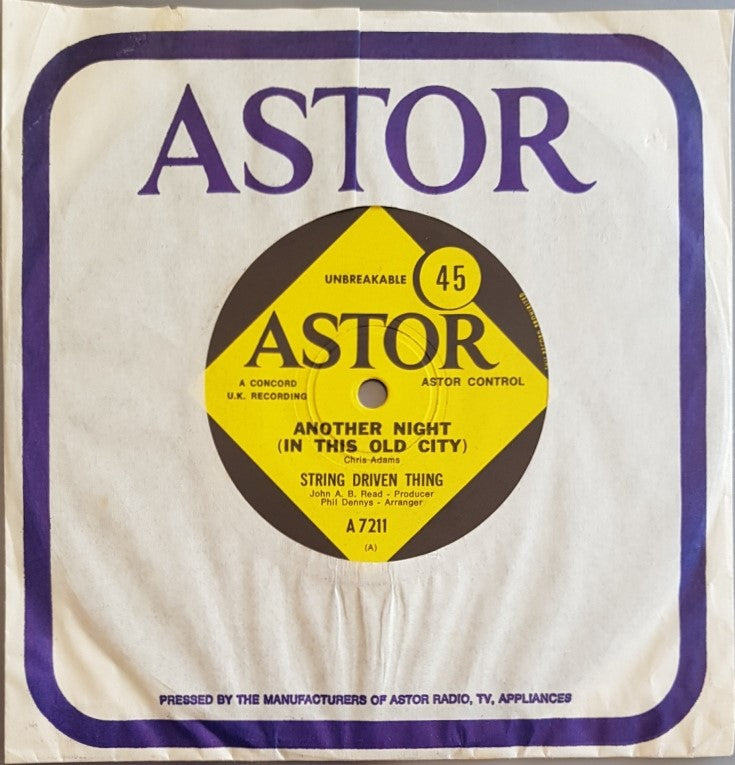 ASTOR
UNBREAKABLE 45
ASTOR
A CONCORD
U.K. RECORDING
ASTOR CONTROL
ANOTHER NIGHT
(IN THIS OLD CITY)
Chris Adams
STRING DRIVEN THING
John A. B. Read - Producer
Phil Dennys - Arranger
A 7211
(A)
PRESSED BY THE MANUFACTURERS OF ASTOR RADIO, TV, APPLIANCES